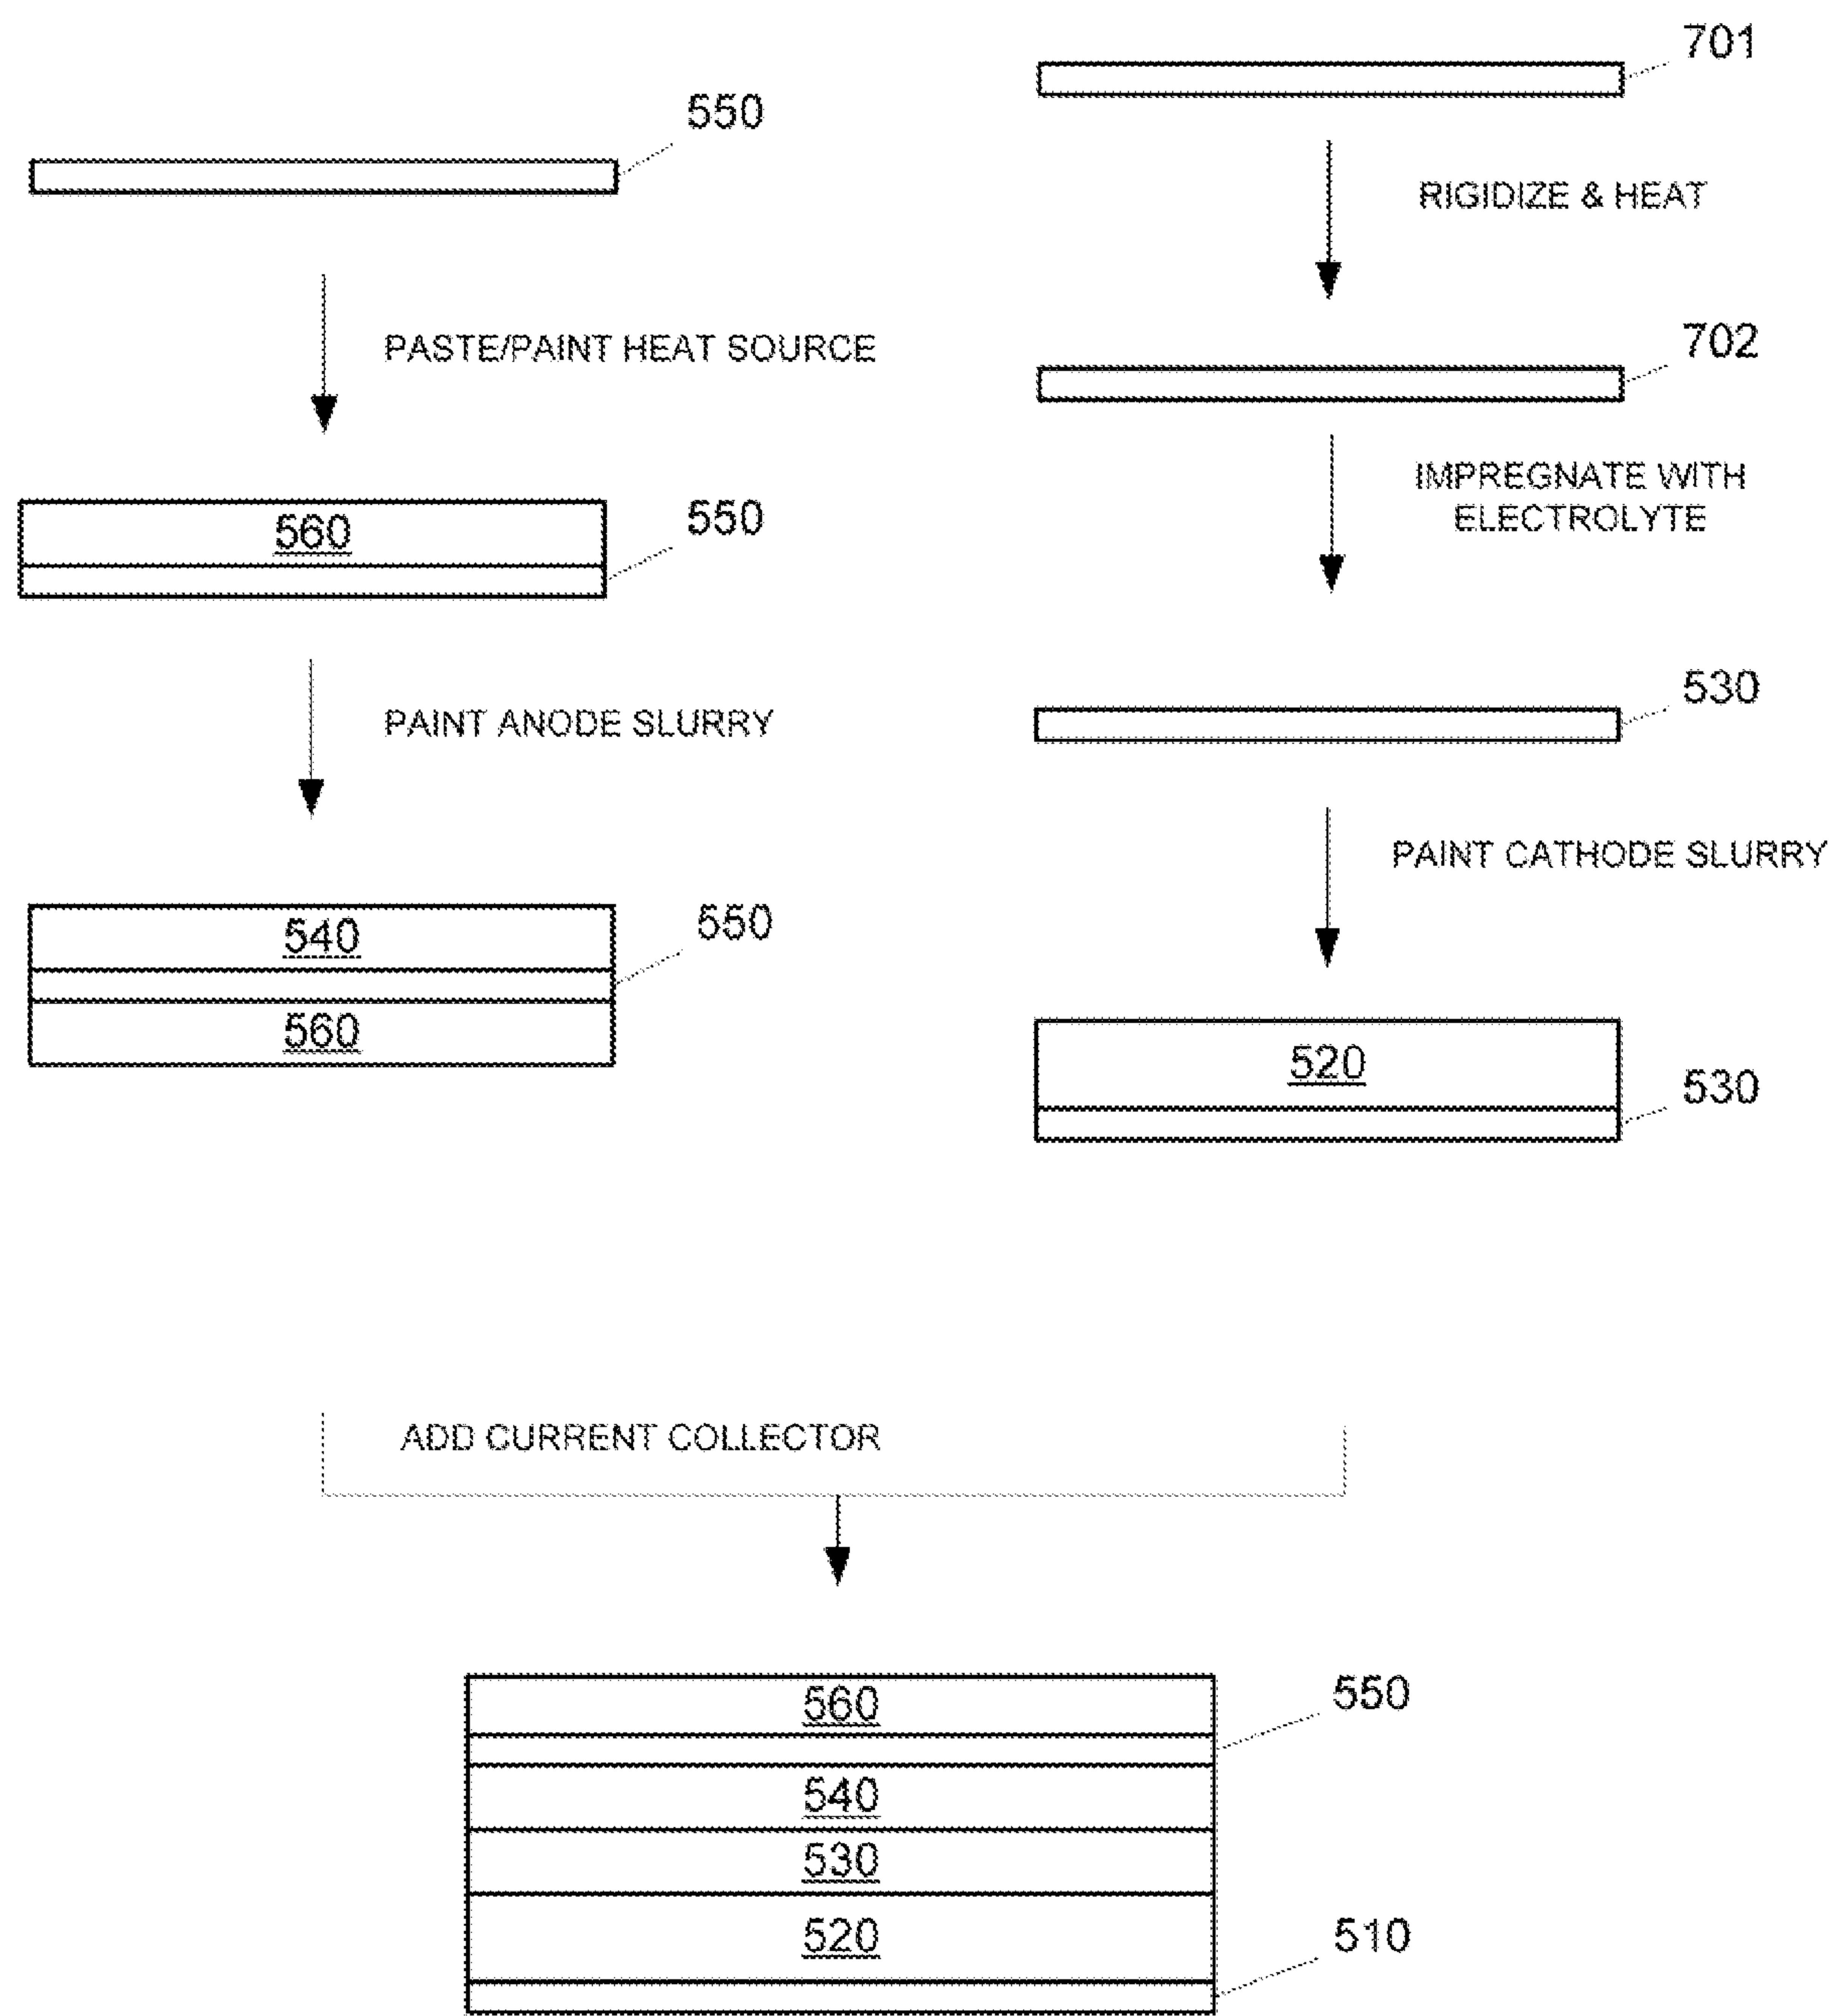 550
PASTE/PAINT HEAT SOURCE
560
550
PAINT ANODE SLURRY
540
550
560
701
RIGIDIZE & HEAT
702
IMPREGNATE WITH
ELECTROLYTE
530
PAINT CATHODE SLURRY
520
530
ADD CURRENT COLLECTOR
560
550
540
530
520
510